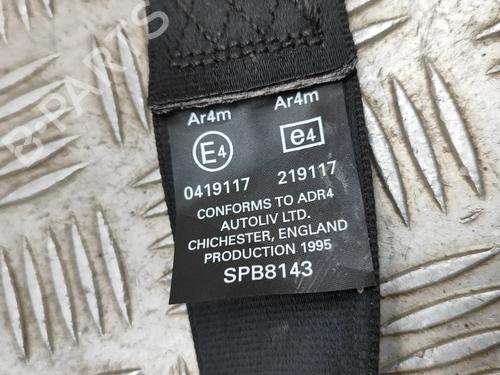 Ar4m Ar4m
E4 e4
0419117 219117
CONFORMS TO ADR4
AUTOLIV LTD.
CHICHESTER, ENGLAND
PRODUCTION 1995
SPB8143
B-PARTS